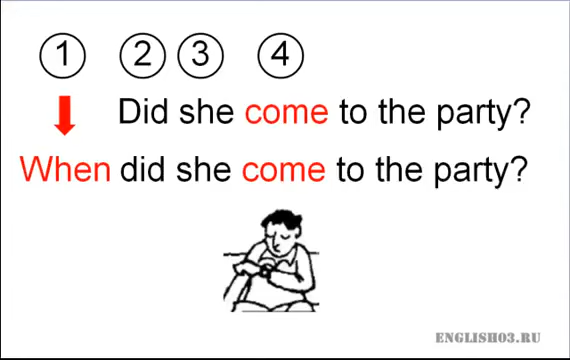 1 2 3 4
Did she come to the party?
When did she come to the party?
ENGLISH03.RU